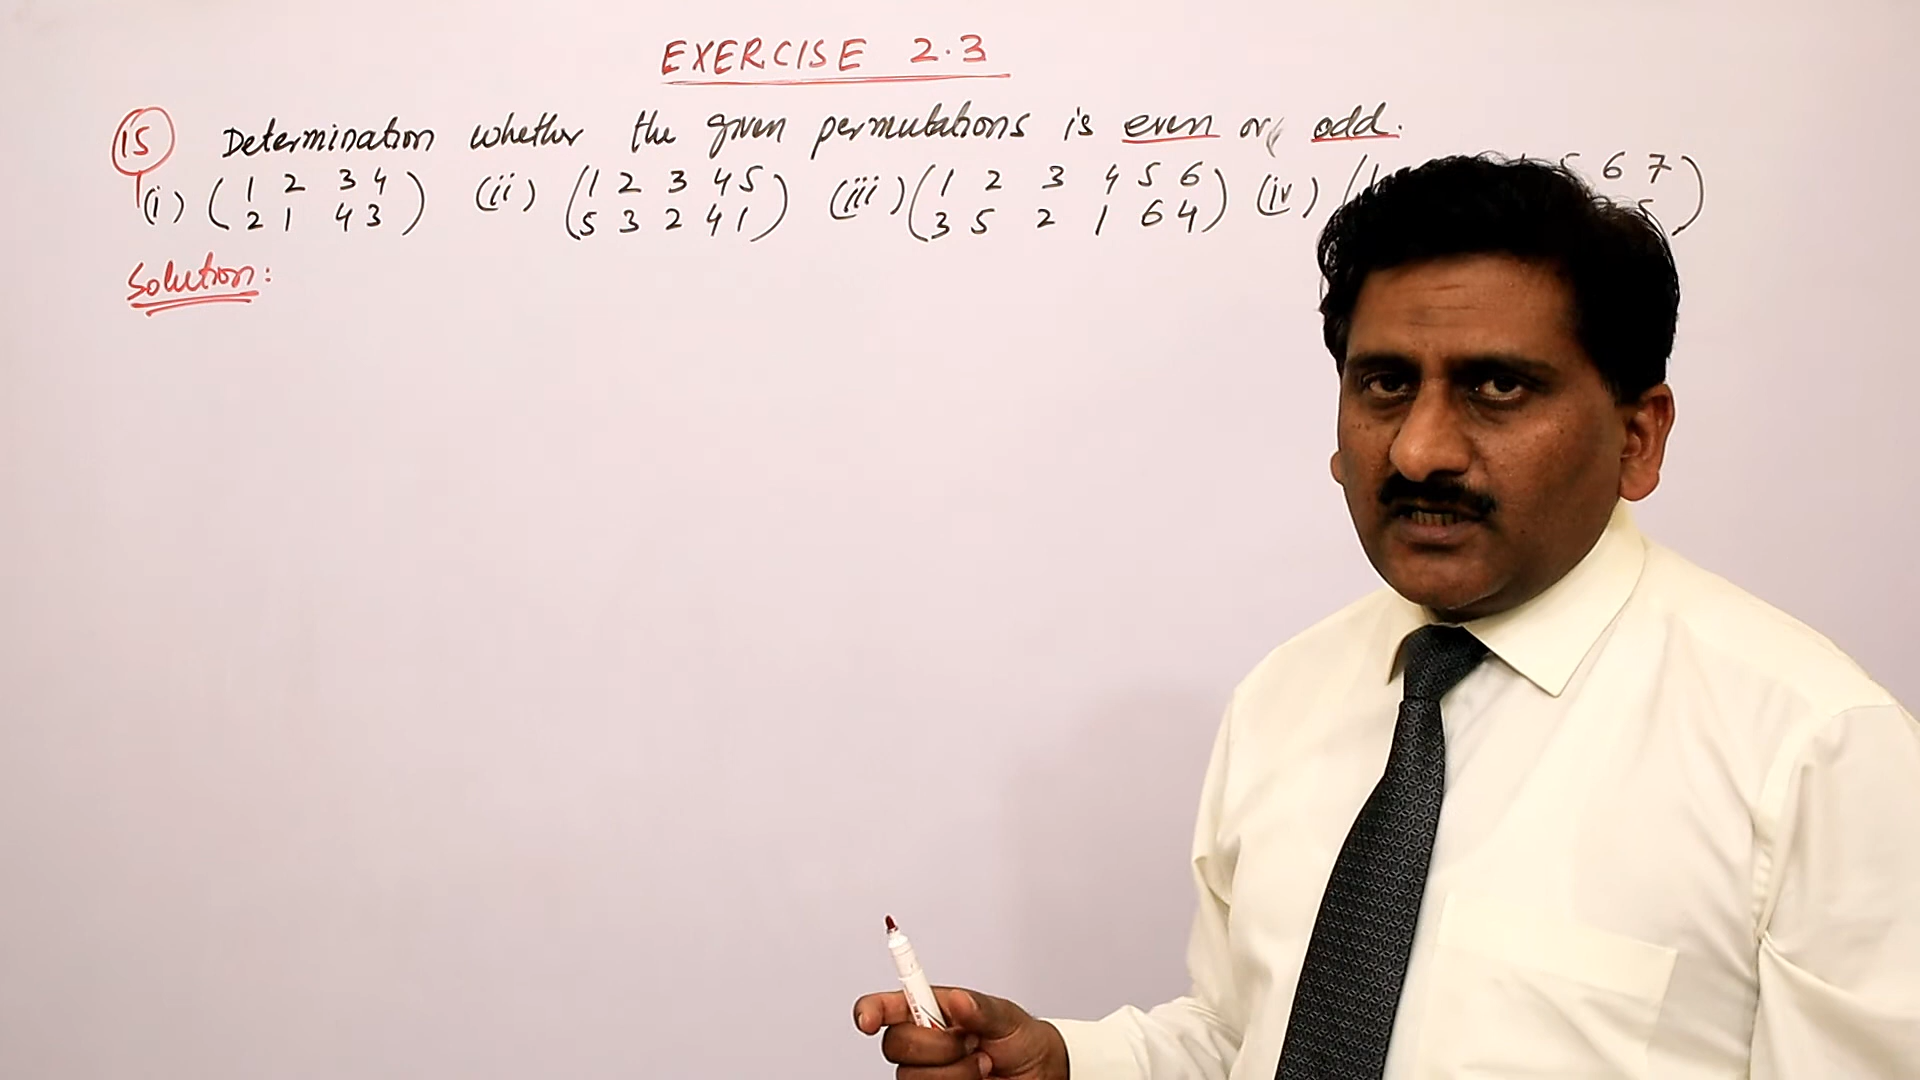 EXERCISE 2.3
15 Determination whether the given permutations is even or odd.
(i) ( 1 2 3 4 ) (ii) ( 1 2 3 4 5 ) (iii) ( 1 2 3 4 5 6 ) (iv) ( 6 7 )
2 1 4 3 5 3 2 4 1 3 5 2 1 6 4
Solution: